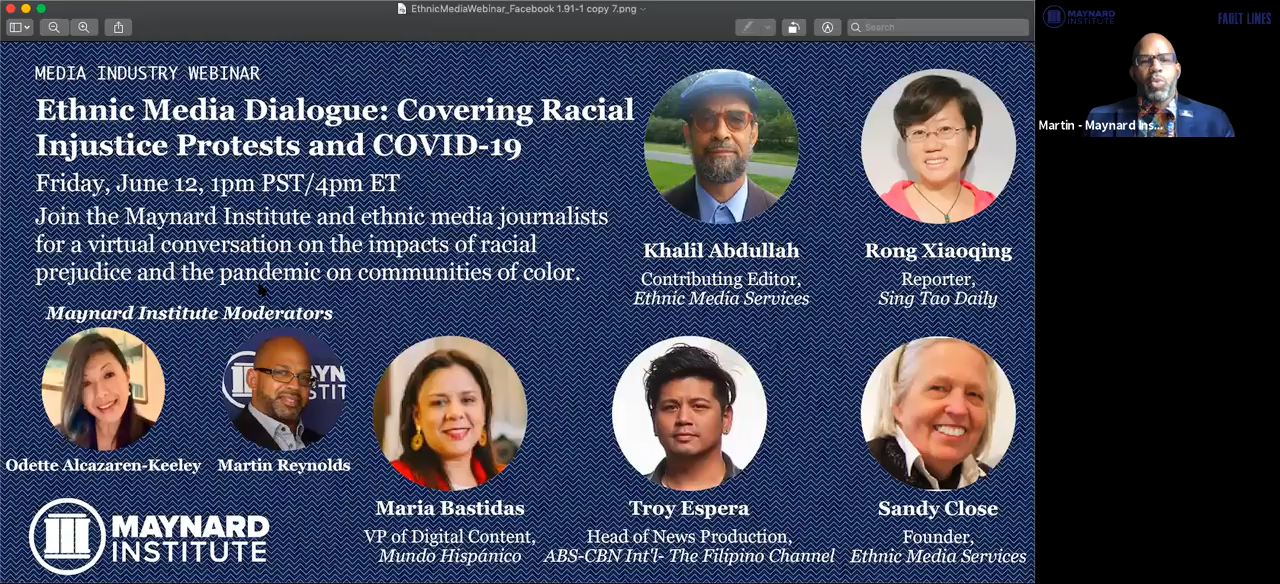 EthnicMediaWebinar_Facebook 1.91-1 copy 7.png
Search
MEDIA INDUSTRY WEBINAR
Ethnic Media Dialogue: Covering Racial
Injustice Protests and COVID-19
Friday, June 12, 1pm PST/4pm ET
Join the Maynard Institute and ethnic media journalists
for a virtual conversation on the impacts of racial
prejudice and the pandemic on communities of color.
Maynard Institute Moderators
Odette Alcazaren-Keeley
MAYN
STIT
Martin Reynolds
Khalil Abdullah
Contributing Editor,
Ethnic Media Services
Rong Xiaoqing
Reporter,
Sing Tao Daily
Maria Bastidas
VP of Digital Content,
Mundo Hispánico
Troy Espera
Head of News Production,
ABS-CBN Int'l- The Filipino Channel
Sandy Close
Founder,
Ethnic Media Services
MAYNARD
INSTITUTE
MAYNARD
INSTITUTE
FAULT LINES
Martin - Maynard Ins...